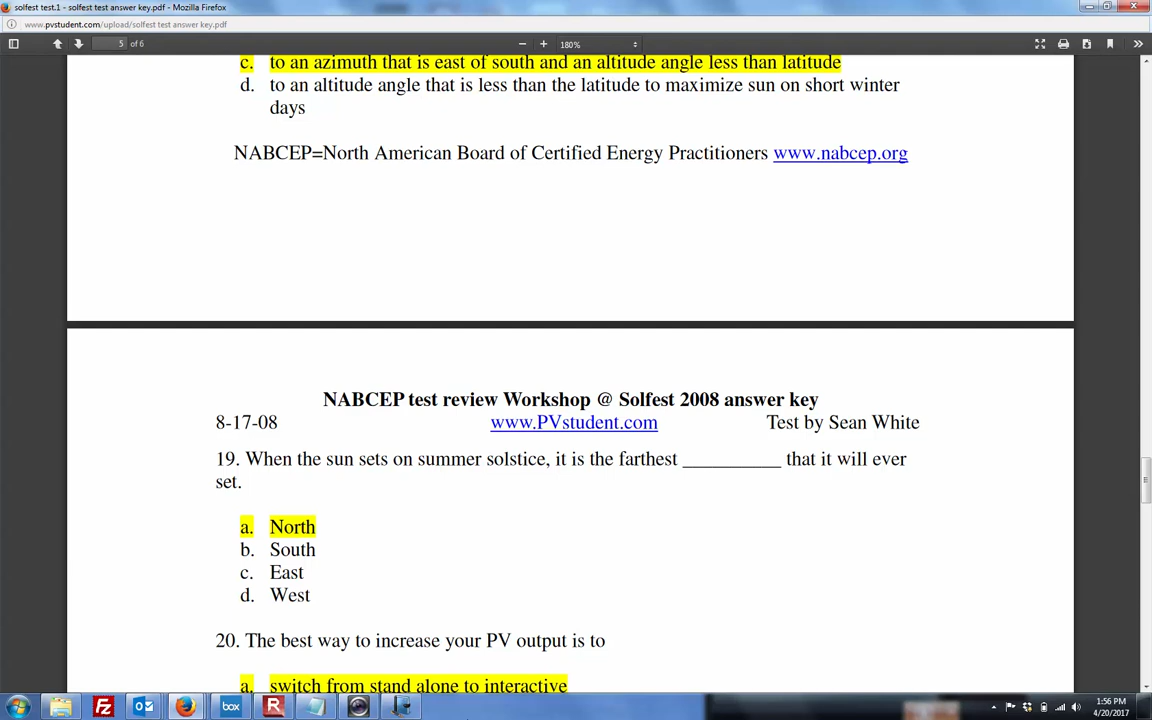 solfest test.1 - solfest test answer key.pdf - Mozilla Firefox
www.pvstudent.com/upload/solfest test answer key.pdf
5 of 6
180%
c. to an azimuth that is east of south and an altitude angle less than latitude
d. to an altitude angle that is less than the latitude to maximize sun on short winter
days
NABCEP=North American Board of Certified Energy Practitioners www.nabcep.org
NABCEP test review Workshop @ Solfest 2008 answer key
8-17-08 www.PVstudent.com Test by Sean White
19. When the sun sets on summer solstice, it is the farthest __________ that it will ever
set.
a. North
b. South
c. East
d. West
20. The best way to increase your PV output is to
a. switch from stand alone to interactive
Fz
box
R
1:56 PM
4/20/2017